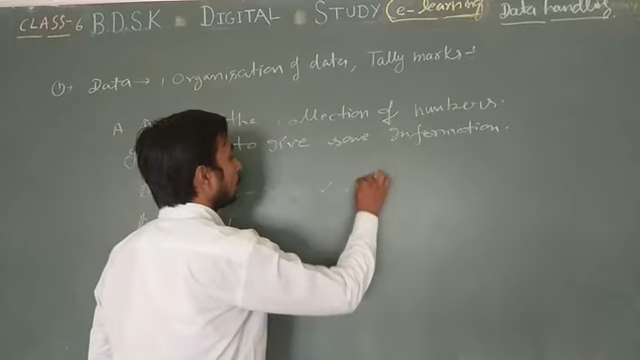 CLASS-6 B.D.S.K DIGITAL STUDY (e-learning Data handling.
① Data → , Organisation of data, Tally marks :-
A the collection of numbers.
to give some Information.